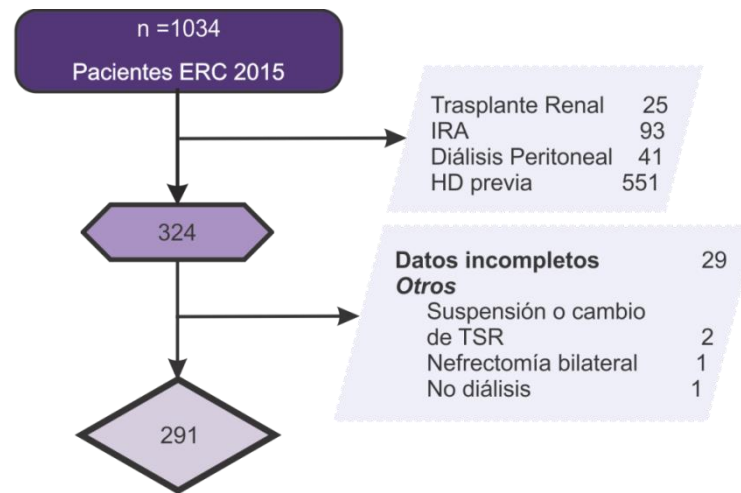 n =1034
Pacientes ERC 2015
Trasplante Renal 25
IRA 93
Diálisis Peritoneal 41
HD previa 551
324
Datos incompletos 29
Otros
Suspensión o cambio
de TSR 2
Nefrectomía bilateral 1
No diálisis 1
291